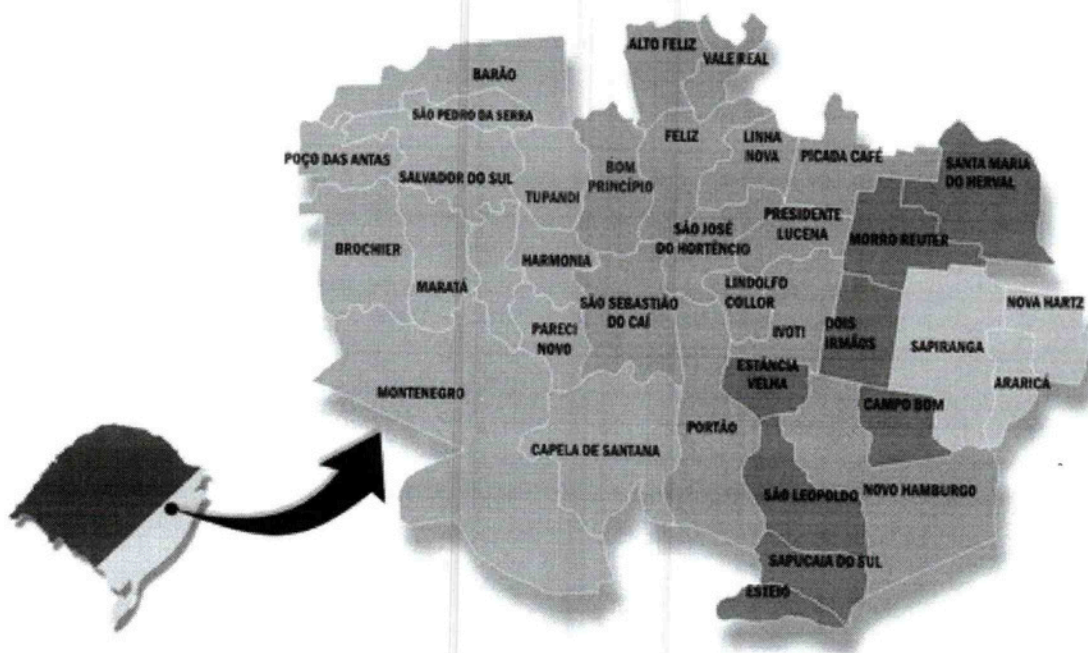 ALTO FELIZ
VALE REAL
BARÃO
SÃO PEDRO DA SERRA
FELIZ
LINHA
NOVA
PICADA CAFÉ
POÇO DAS ANTAS
SALVADOR DO SUL
TUPANDI
BOM
PRINCÍPIO
SANTA MARIA
DO HERVAL
SÃO JOSÉ
DO HORTÊNCIO
PRESIDENTE
LUCENA
MORRO REUTER
BROCHIER
MARATÁ
HARMONIA
SÃO SEBASTIÃO
DO CAÍ
LINDOLFO
COLLOR
IVOTI
DOIS
IRMÃOS
NOVA HARTZ
SAPIRANGA
ARARICÁ
PARECI
NOVO
ESTÂNCIA
VELHA
MONTENEGRO
CAMPO BOM
CAPELA DE SANTANA
PORTÃO
SÃO LEOPOLDO
NOVO HAMBURGO
SAPUCAIA DO SUL
ESTEIO